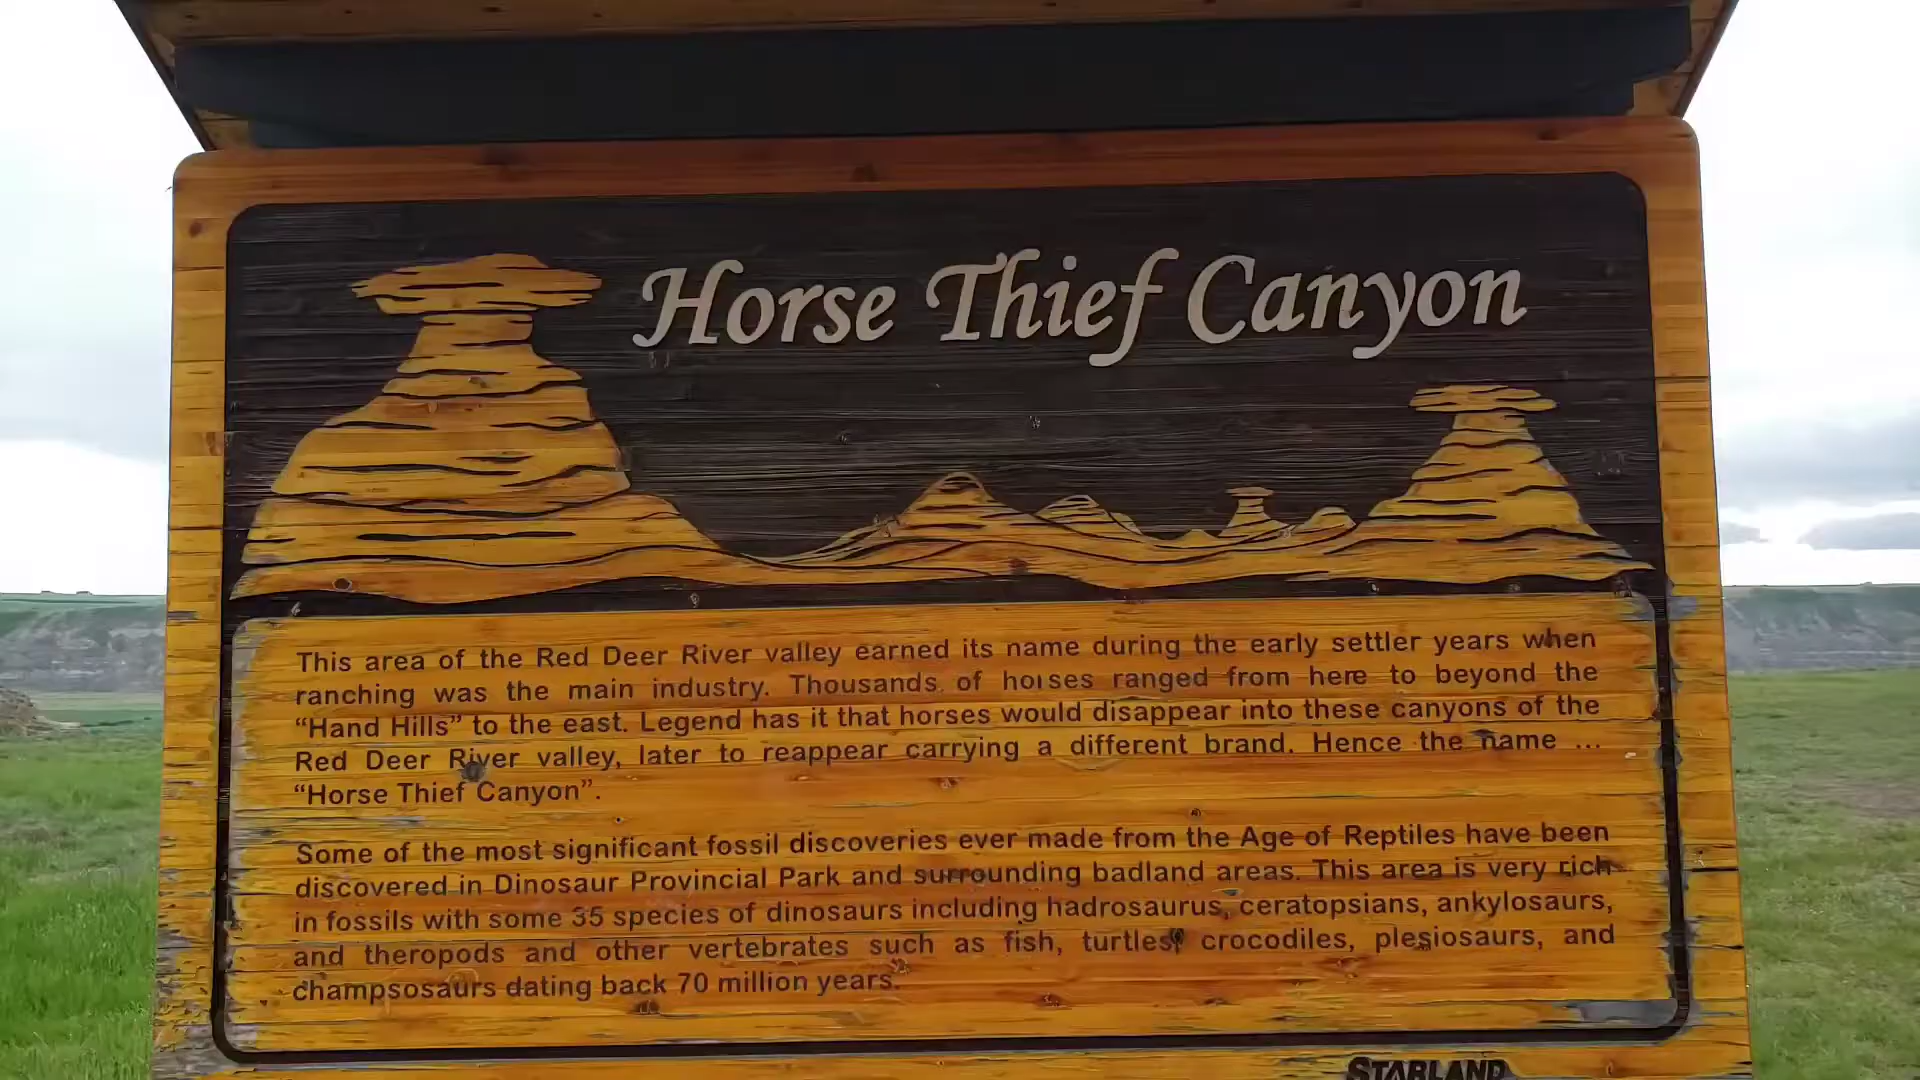 Horse Thief Canyon
This area of the Red Deer River valley earned its name during the early settler years when
ranching was the main industry. Thousands of horses ranged from here to beyond the
“Hand Hills” to the east. Legend has it that horses would disappear into these canyons of the
Red Deer River valley, later to reappear carrying a different brand. Hence the name ...
“Horse Thief Canyon”.
Some of the most significant fossil discoveries ever made from the Age of Reptiles have been
discovered in Dinosaur Provincial Park and surrounding badland areas. This area is very rich
in fossils with some 35 species of dinosaurs including hadrosaurus, ceratopsians, ankylosaurs,
and theropods and other vertebrates such as fish, turtles, crocodiles, plesiosaurs, and
champsosaurs dating back 70 million years.
STARLAND